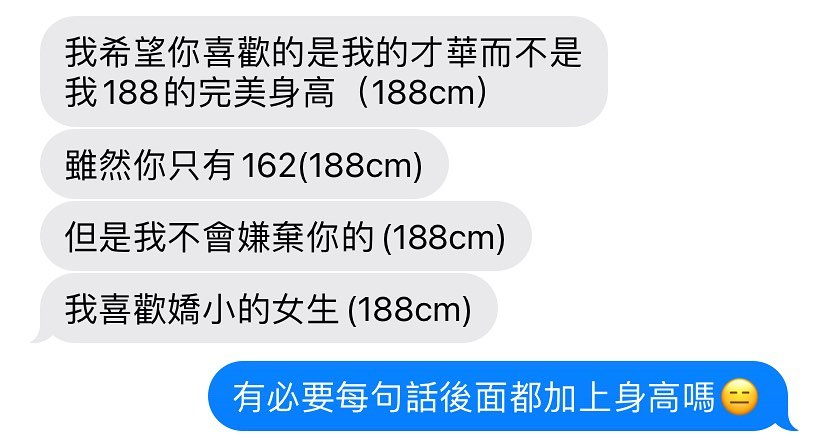 我希望你喜歡的是我的才華而不是
我188的完美身高（188cm）
雖然你只有162(188cm)
但是我不會嫌棄你的(188cm)
我喜歡嬌小的女生(188cm)
有必要每句話後面都加上身高嗎😑